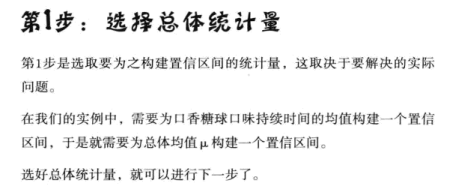 第1步：选择总体统计量
第1步是选取要为之构建置信区间的统计量，这取决于要解决的实际
问题。
在我们的实例中，需要为口香糖球口味持续时间的均值构建一个置信
区间，于是就需要为总体均值 μ 构建一个置信区间。
选好总体统计量，就可以进行下一步了。